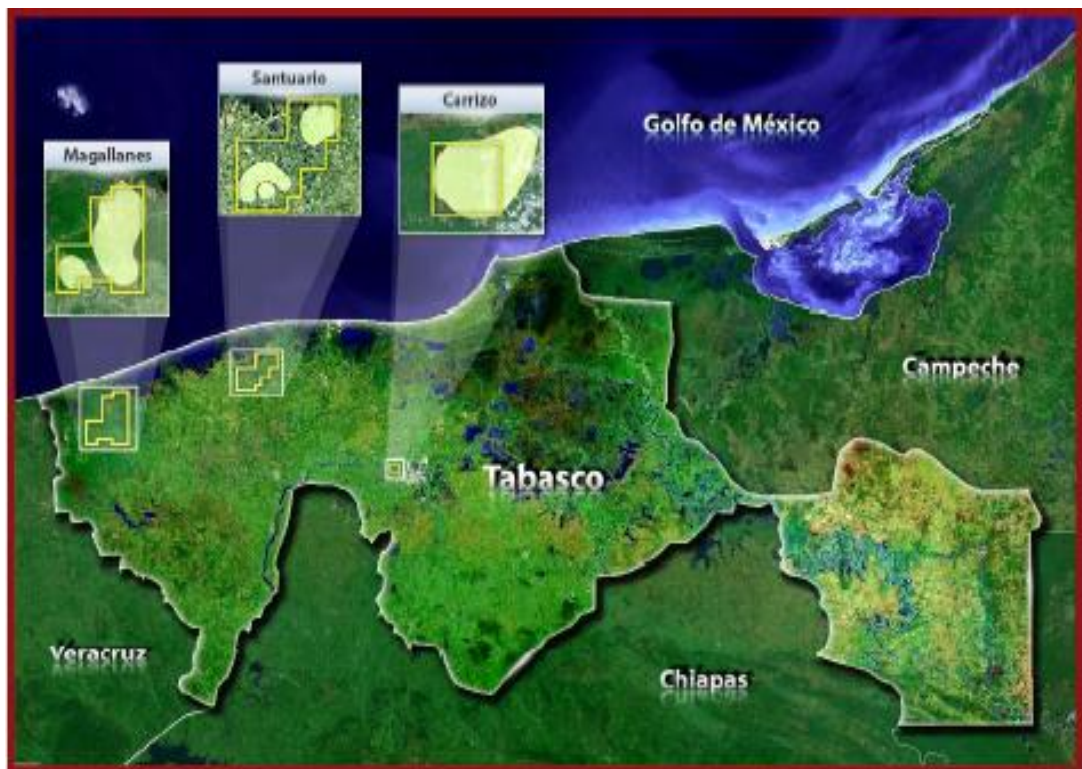 Santuario
Carrizo
Golfo de México
Magallanes
Campeche
Tabasco
Veracruz
Chiapas